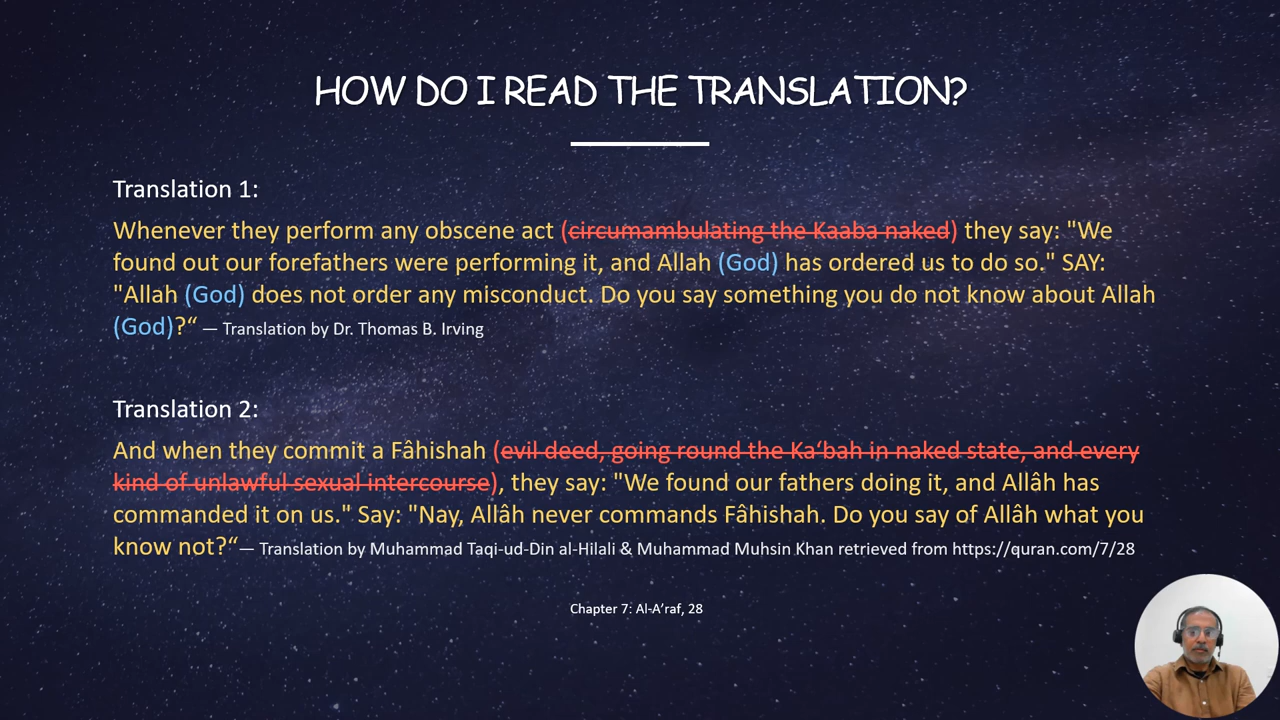 HOW DO I READ THE TRANSLATION?
Translation 1:
Whenever they perform any obscene act (circumambulating the Kaaba naked) they say: "We
found out our forefathers were performing it, and Allah (God) has ordered us to do so." SAY:
"Allah (God) does not order any misconduct. Do you say something you do not know about Allah
(God)?“ — Translation by Dr. Thomas B. Irving
Translation 2:
And when they commit a Fâhishah (evil deed, going round the Ka‘bah in naked state, and every
kind of unlawful sexual intercourse), they say: "We found our fathers doing it, and Allâh has
commanded it on us." Say: "Nay, Allâh never commands Fâhishah. Do you say of Allâh what you
know not?“— Translation by Muhammad Taqi-ud-Din al-Hilali & Muhammad Muhsin Khan retrieved from https://quran.com/7/28
Chapter 7: Al-A’raf, 28